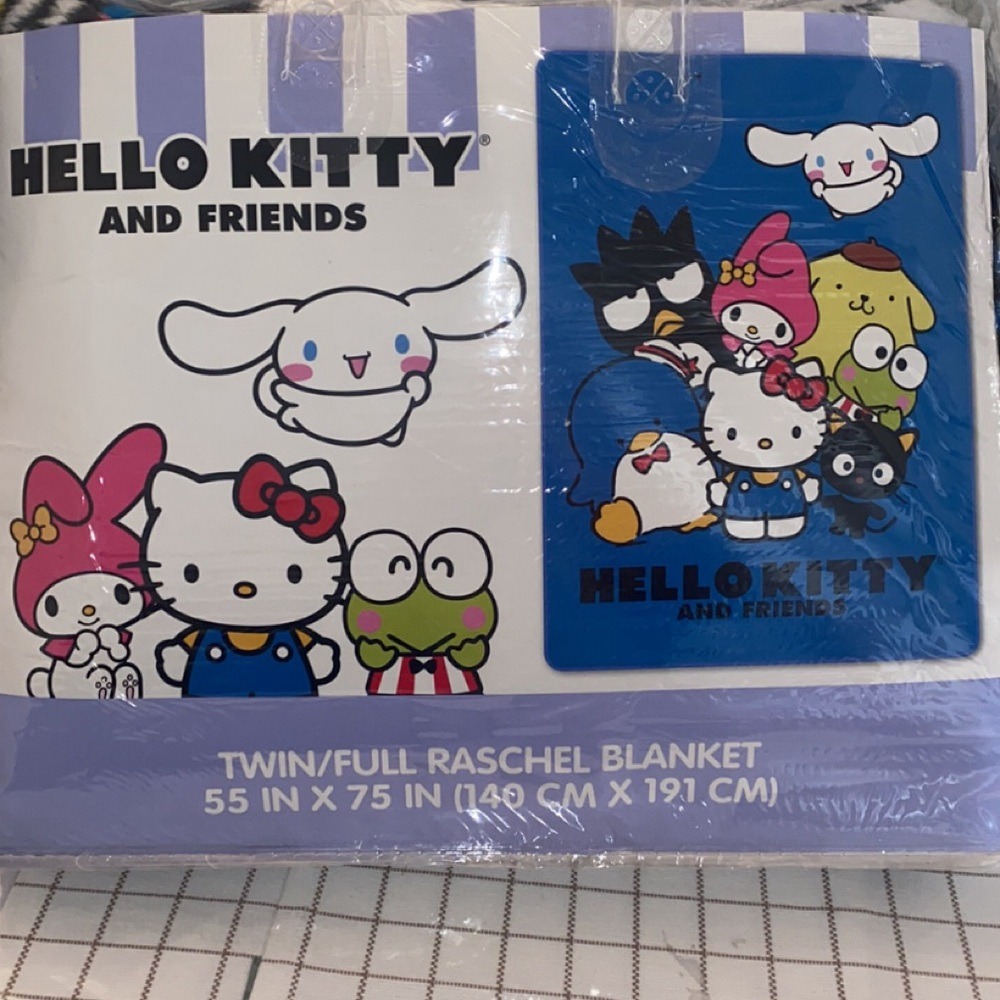 HELLO KITTY®
AND FRIENDS
HELLO KITTY
AND FRIENDS
TWIN/FULL RASCHEL BLANKET
55 IN X 75 IN (140 CM X 191 CM)